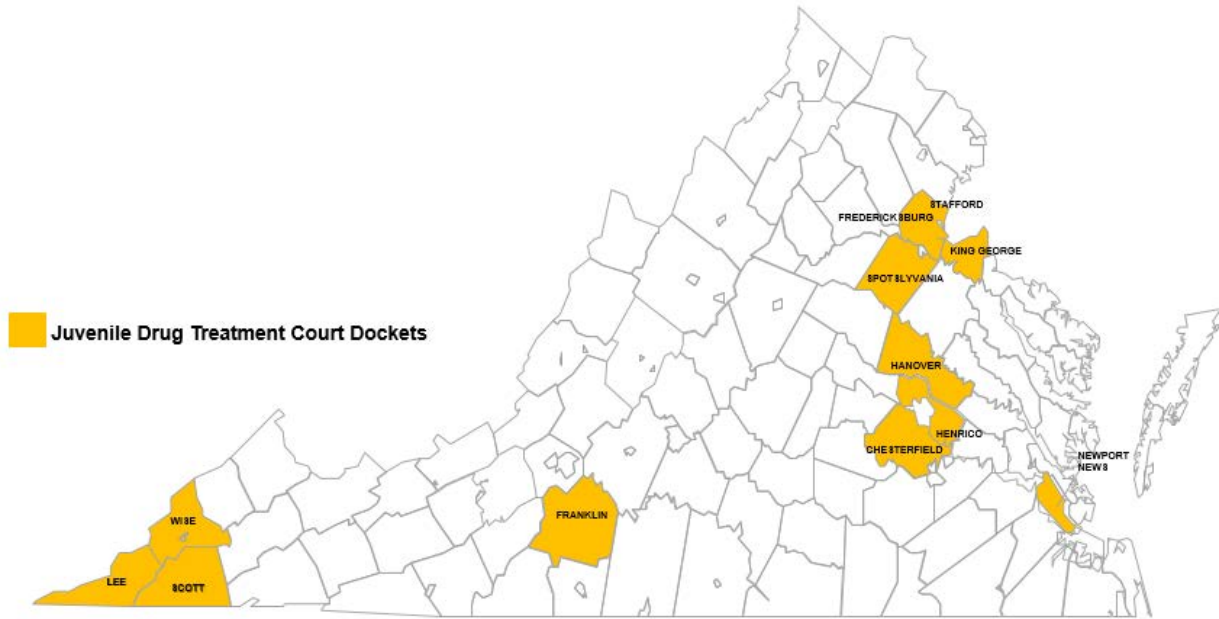 STAFFORD
FREDERICKSBURG
KING GEORGE
SPOTSLYVANIA
Juvenile Drug Treatment Court Dockets
HANOVER
HENRICO
CHESTERFIELD
NEWPORT
NEWS
FRANKLIN
WISE
LEE
SCOTT